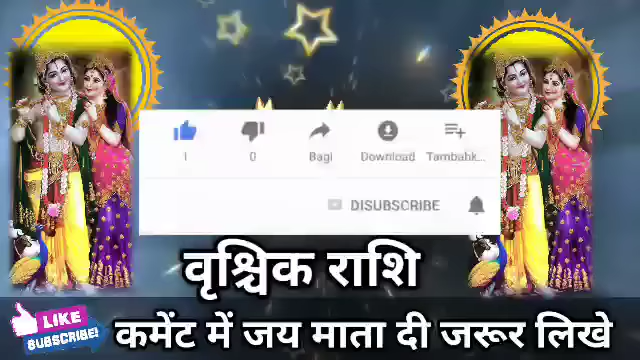 1 0 Bagi Download Tambahk...
DISUBSCRIBE
वृश्चिक राशि
LIKE
SUBSCRIBE!
कमेंट में जय माता दी जरूर लिखे